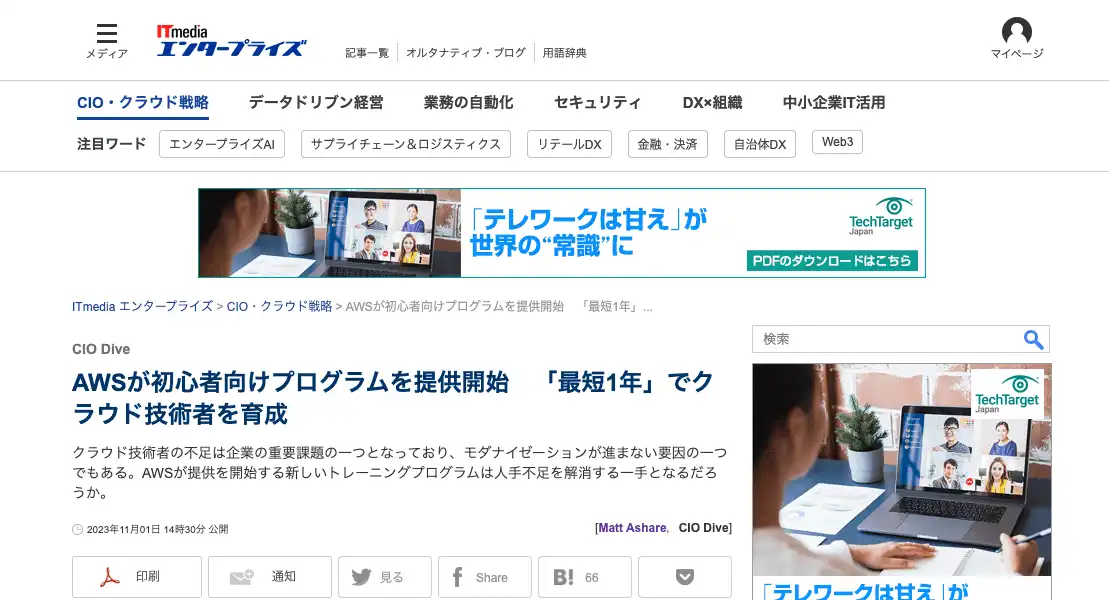 メディア
ITmedia
エンタープライズ
記事一覧
オルタナティブ・ブログ
用語辞典
マイページ
CIO・クラウド戦略
データドリブン経営
業務の自動化
セキュリティ
DX×組織
中小企業IT活用
注目ワード
エンタープライズAI
サプライチェーン＆ロジスティクス
リテールDX
金融・決済
自治体DX
Web3
「テレワークは甘え」が
世界の“常識”に
TechTarget
Japan
PDFのダウンロードはこちら
ITmedia エンタープライズ > CIO・クラウド戦略 > AWSが初心者向けプログラムを提供開始　「最短1年」...
検索
CIO Dive
AWSが初心者向けプログラムを提供開始　「最短1年」でク
ラウド技術者を育成
クラウド技術者の不足は企業の重要課題の一つとなっており、モダナイゼーションが進まない要因の一つ
でもある。AWSが提供を開始する新しいトレーニングプログラムは人手不足を解消する一手となるだろ
うか。
2023年11月01日 14時30分 公開
[Matt Ashare, CIO Dive]
印刷
通知
見る
Share
B! 66
TechTarget
Japan
「テレワークは甘え」が